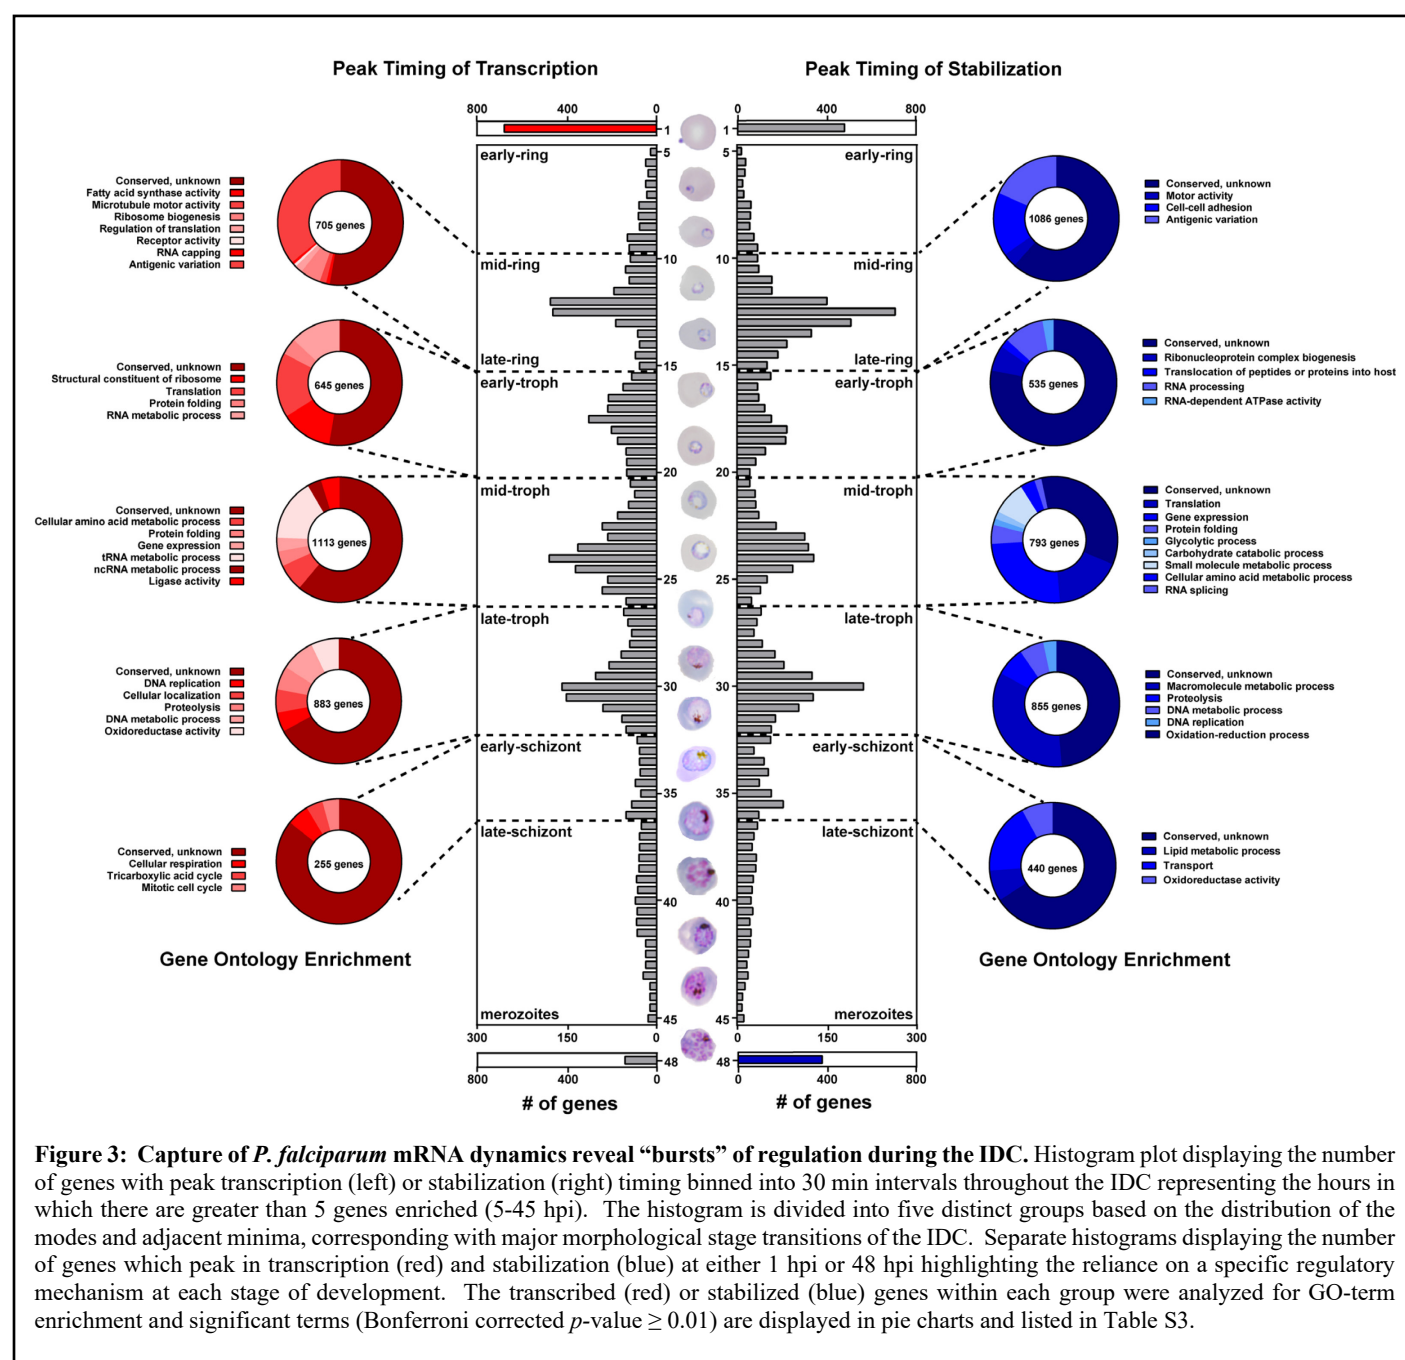 Peak Timing of Transcription
Peak Timing of Stabilization
800 400 0
0 400 800
1
1
early-ring
early-ring
5
5
mid-ring
mid-ring
10
10
late-ring
late-ring
15
15
early-troph
early-troph
20
20
mid-troph
mid-troph
25
25
late-troph
late-troph
30
30
early-schizont
early-schizont
35
35
late-schizont
late-schizont
40
40
merozoites
merozoites
45
45
300 150 0
0 150 300
48
48
800 400 0
0 400 800
# of genes
# of genes
Conserved, unknown
Fatty acid synthase activity
Microtubule motor activity
Ribosome biogenesis
Regulation of translation
Receptor activity
RNA capping
Antigenic variation
705 genes
Conserved, unknown
Structural constituent of ribosome
Translation
Protein folding
RNA metabolic process
645 genes
Conserved, unknown
Cellular amino acid metabolic process
Protein folding
Gene expression
tRNA metabolic process
ncRNA metabolic process
Ligase activity
1113 genes
Conserved, unknown
DNA replication
Cellular localization
Proteolysis
DNA metabolic process
Oxidoreductase activity
883 genes
Conserved, unknown
Cellular respiration
Tricarboxylic acid cycle
Mitotic cell cycle
255 genes
Gene Ontology Enrichment
1086 genes
Conserved, unknown
Motor activity
Cell-cell adhesion
Antigenic variation
535 genes
Conserved, unknown
Ribonucleoprotein complex biogenesis
Translocation of peptides or proteins into host
RNA processing
RNA-dependent ATPase activity
793 genes
Conserved, unknown
Translation
Gene expression
Protein folding
Glycolytic process
Carbohydrate catabolic process
Small molecule metabolic process
Cellular amino acid metabolic process
RNA splicing
855 genes
Conserved, unknown
Macromolecule metabolic process
Proteolysis
DNA metabolic process
DNA replication
Oxidation-reduction process
440 genes
Conserved, unknown
Lipid metabolic process
Transport
Oxidoreductase activity
Gene Ontology Enrichment
Figure 3: Capture of P. falciparum mRNA dynamics reveal “bursts” of regulation during the IDC. Histogram plot displaying the number
of genes with peak transcription (left) or stabilization (right) timing binned into 30 min intervals throughout the IDC representing the hours in
which there are greater than 5 genes enriched (5-45 hpi). The histogram is divided into five distinct groups based on the distribution of the
modes and adjacent minima, corresponding with major morphological stage transitions of the IDC. Separate histograms displaying the number
of genes which peak in transcription (red) and stabilization (blue) at either 1 hpi or 48 hpi highlighting the reliance on a specific regulatory
mechanism at each stage of development. The transcribed (red) or stabilized (blue) genes within each group were analyzed for GO-term
enrichment and significant terms (Bonferroni corrected p-value ≥ 0.01) are displayed in pie charts and listed in Table S3.